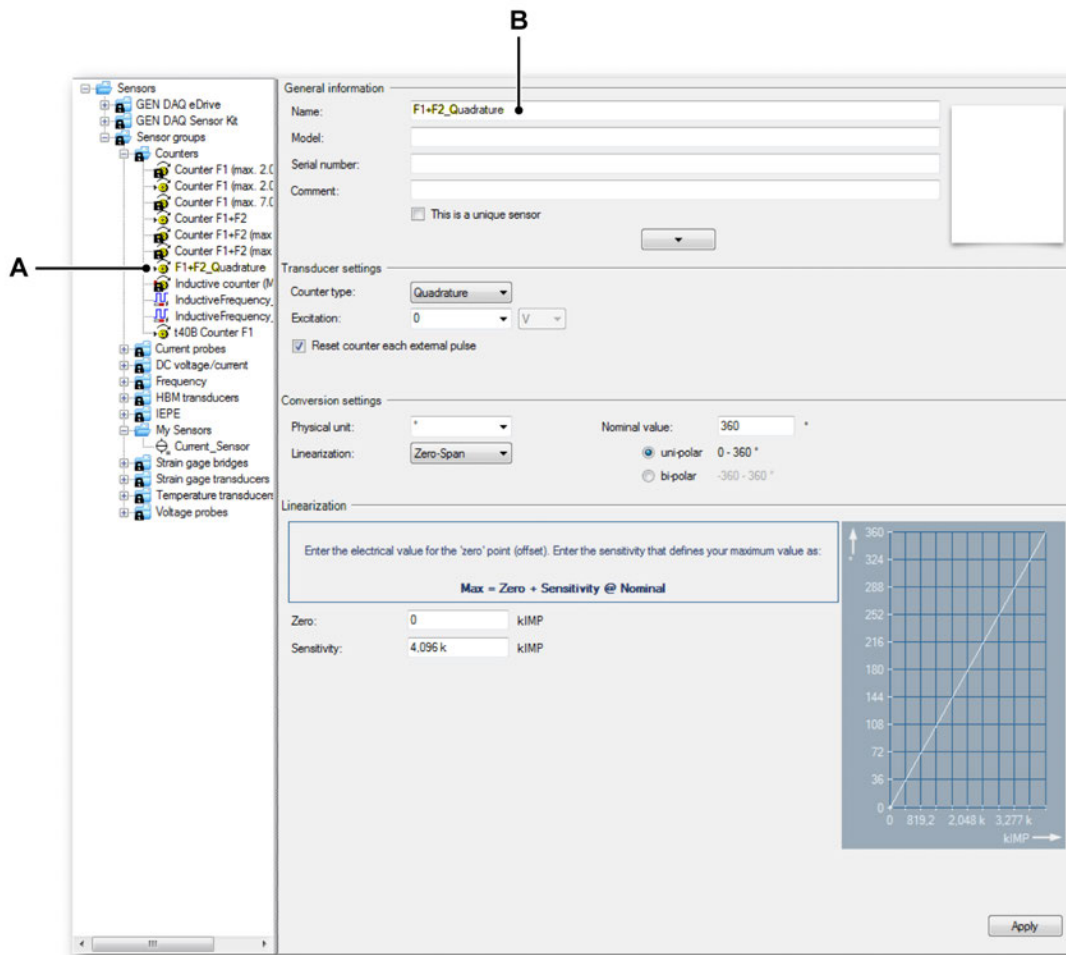 B
A
Sensors
GEN DAQ eDrive
GEN DAQ Sensor Kit
Sensor groups
Counters
Counter F1 (max. 2.0
Counter F1 (max. 2.0
Counter F1 (max. 7.0
Counter F1+F2
Counter F1+F2 (max
Counter F1+F2 (max
F1+F2_Quadrature
Inductive counter (M
InductiveFrequency_
InductiveFrequency_
t40B Counter F1
Current probes
DC voltage/current
Frequency
HBM transducers
IEPE
My Sensors
Current_Sensor
Strain gage bridges
Strain gage transducers
Temperature transducers
Voltage probes
General information
Name: F1+F2_Quadrature
Model:
Serial number:
Comment:
This is a unique sensor
Transducer settings
Counter type: Quadrature
Excitation: 0 V
Reset counter each external pulse
Conversion settings
Physical unit: ° Nominal value: 360 °
Linearization: Zero-Span uni-polar 0 - 360 °
bi-polar -360 - 360 °
Linearization
Enter the electrical value for the 'zero' point (offset). Enter the sensitivity that defines your maximum value as:
Max = Zero + Sensitivity @ Nominal
Zero: 0 kIMP
Sensitivity: 4,096 k kIMP
360
°
324
288
252
216
180
144
108
72
36
0
0 819,2 2,048 k 3,277 k
kIMP
Apply